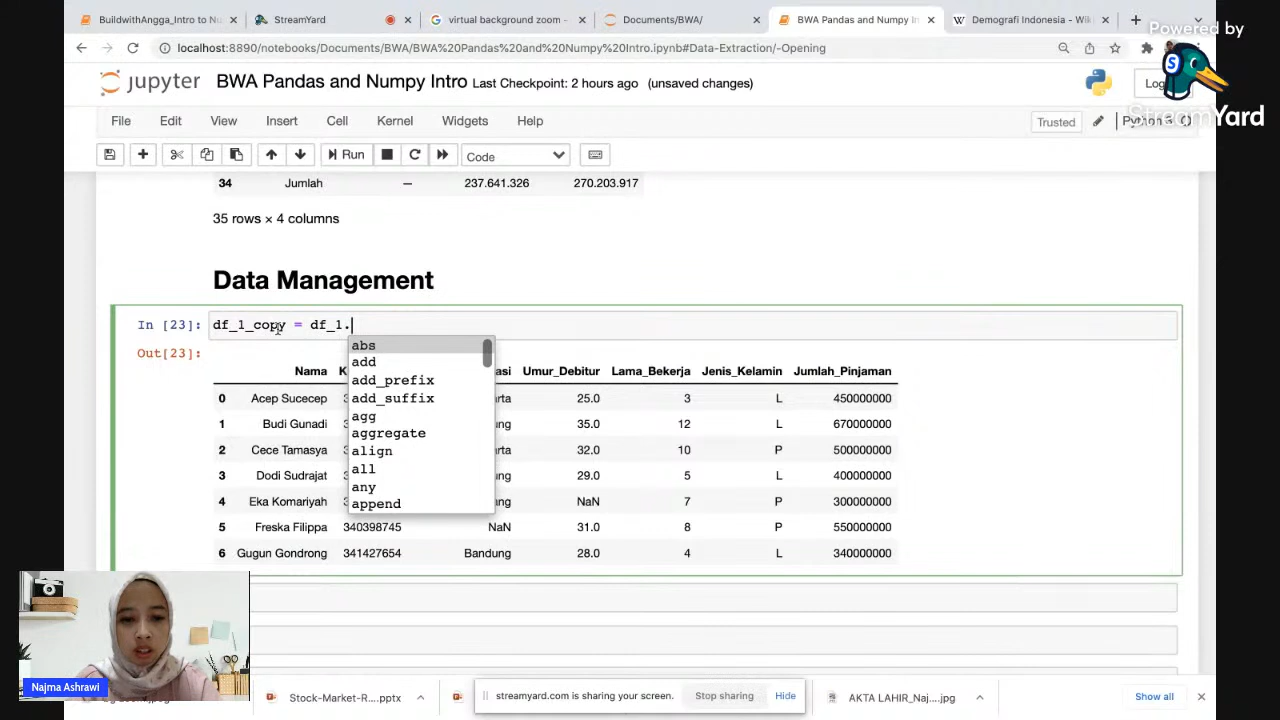 BuildwithAngga_Intro to Nu
StreamYard
virtual background zoom -
Documents/BWA/
BWA Pandas and Numpy In
Demografi Indonesia - Wiki
Powered by
StreamYard
localhost:8890/notebooks/Documents/BWA/BWA%20Pandas%20and%20Numpy%20Intro.ipynb#Data-Extraction/-Opening
jupyter
BWA Pandas and Numpy Intro
Last Checkpoint: 2 hours ago
(unsaved changes)
File
Edit
View
Insert
Cell
Kernel
Widgets
Help
Trusted
Python 3
Run
Code
34 Jumlah — 237.641.326 270.203.917
35 rows × 4 columns
Data Management
In [23]: df_1_copy = df_1.
Out[23]:
abs
add
add_prefix
add_suffix
agg
aggregate
align
all
any
append
Nama Umur_Debitur Lama_Bekerja Jenis_Kelamin Jumlah_Pinjaman
0 Acep Sucecep 25.0 3 L 450000000
1 Budi Gunadi 35.0 12 L 670000000
2 Cece Tamasya 32.0 10 P 500000000
3 Dodi Sudrajat 29.0 5 L 400000000
4 Eka Komariyah NaN 7 P 300000000
5 Freska Filippa 340398745 NaN 31.0 8 P 550000000
6 Gugun Gondrong 341427654 Bandung 28.0 4 L 340000000
Najma Ashrawi
Stock-Market-R....pptx
streamyard.com is sharing your screen.
Stop sharing
Hide
AKTA LAHIR_Naj....jpg
Show all